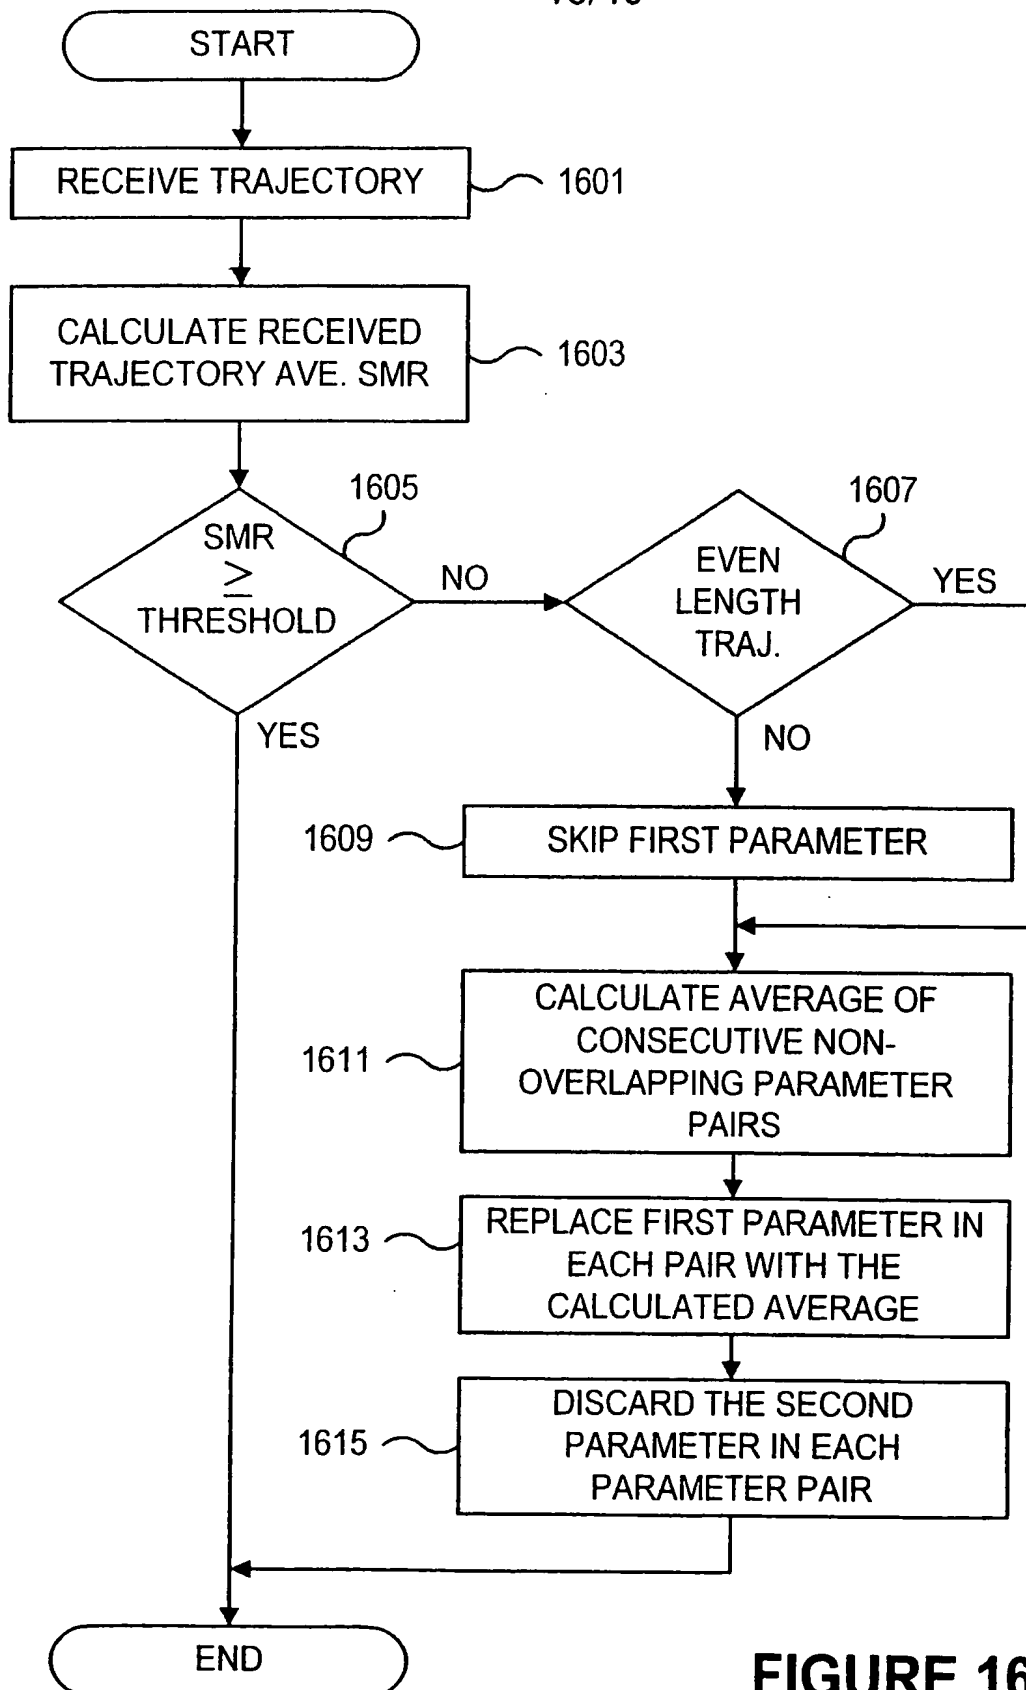 START
RECEIVE TRAJECTORY
1601
CALCULATE RECEIVED
TRAJECTORY AVE. SMR
1603
1605
SMR
≥
THRESHOLD
NO
YES
1607
EVEN
LENGTH
TRAJ.
YES
NO
1609
SKIP FIRST PARAMETER
1611
CALCULATE AVERAGE OF
CONSECUTIVE NON-
OVERLAPPING PARAMETER
PAIRS
1613
REPLACE FIRST PARAMETER IN
EACH PAIR WITH THE
CALCULATED AVERAGE
1615
DISCARD THE SECOND
PARAMETER IN EACH
PARAMETER PAIR
END
FIGURE 16